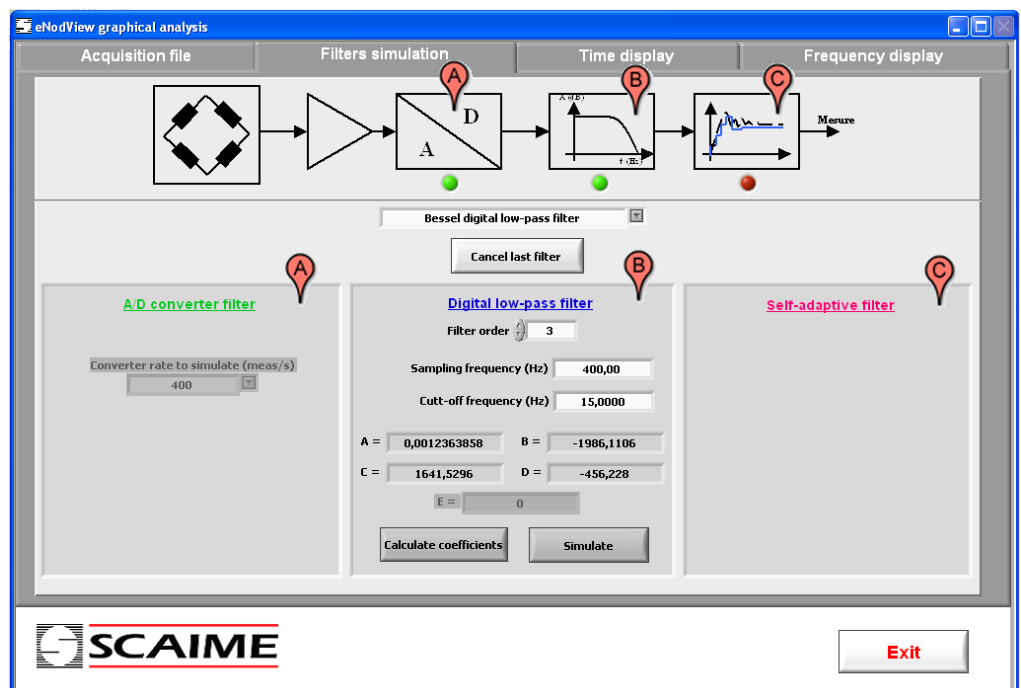 eNodView graphical analysis
Acquisition file
Filters simulation
Time display
Frequency display
A
B
C
D
A
A (dB)
f (Hz)
Mesure
Bessel digital low-pass filter
Cancel last filter
A
B
C
A/D converter filter
Digital low-pass filter
Self-adaptive filter
Filter order 3
Converter rate to simulate (meas/s)
400
Sampling frequency (Hz) 400,00
Cutt-off frequency (Hz) 15,0000
A = 0,0012363858 B = -1986,1106
C = 1641,5296 D = -456,228
E = 0
Calculate coefficients
Simulate
SCAIME
Exit